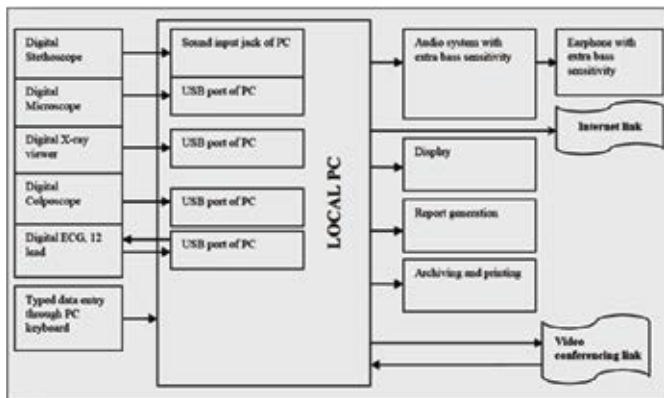 Digital
Stethoscope
Digital
Microscope
Digital X-ray
viewer
Digital
Colposcope
Digital ECG, 12
lead
Typed data entry
through PC
keyboard
Sound input jack of PC
USB port of PC
USB port of PC
USB port of PC
USB port of PC
LOCAL PC
Audio system with
extra bass sensitivity
Earphone with
extra bass
sensitivity
Internet link
Display
Report generation
Archiving and printing
Video
conferencing link